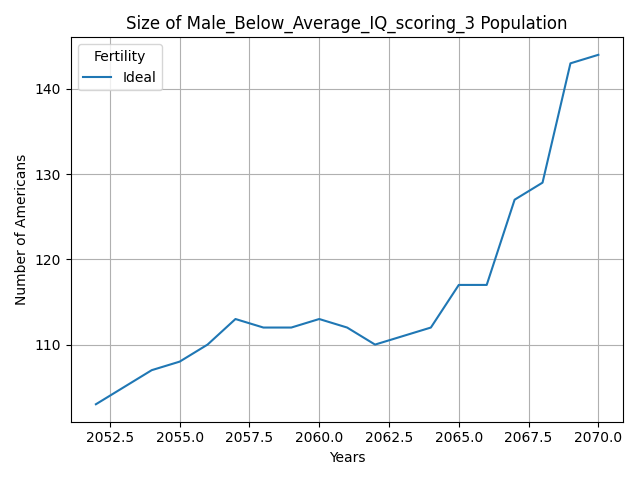 Size of Male_Below_Average_IQ_scoring_3 Population
Fertility
Ideal
140
130
120
110
Number of Americans
2052.5 2055.0 2057.5 2060.0 2062.5 2065.0 2067.5 2070.0
Years